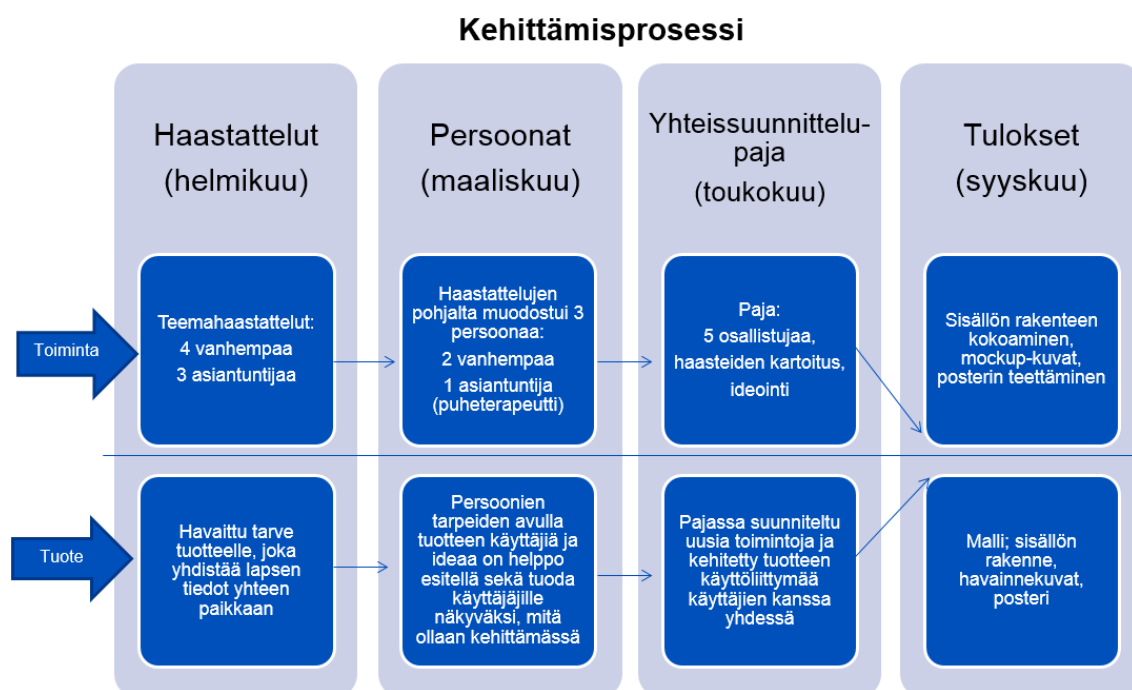 Kehittämisprosessi
Haastattelut
(helmikuu)
Persoonat
(maaliskuu)
Yhteissuunnittelu-
paja
(toukokuu)
Tulokset
(syyskuu)
Toiminta
Teemahaastattelut:
4 vanhempaa
3 asiantuntijaa
Haastattelujen
pohjalta muodostui 3
persoonaa:
2 vanhempaa
1 asiantuntija
(puheterapeutti)
Paja:
5 osallistujaa,
haasteiden kartoitus,
ideointi
Sisällön rakenteen
kokoaminen,
mockup-kuvat,
posterin teettäminen
Tuote
Havaittu tarve
tuotteelle, joka
yhdistää lapsen
tiedot yhteen
paikkaan
Persoonien
tarpeiden avulla
tuotteen käyttäjiä ja
ideaa on helppo
esitellä sekä tuoda
käyttäjäjille
näkyväksi, mitä
ollaan kehittämässä
Pajassa suunniteltu
uusia toimintoja ja
kehitetty tuotteen
käyttöliittymää
käyttäjien kanssa
yhdessä
Malli; sisällön
rakenne,
havainnekuvat,
posteri